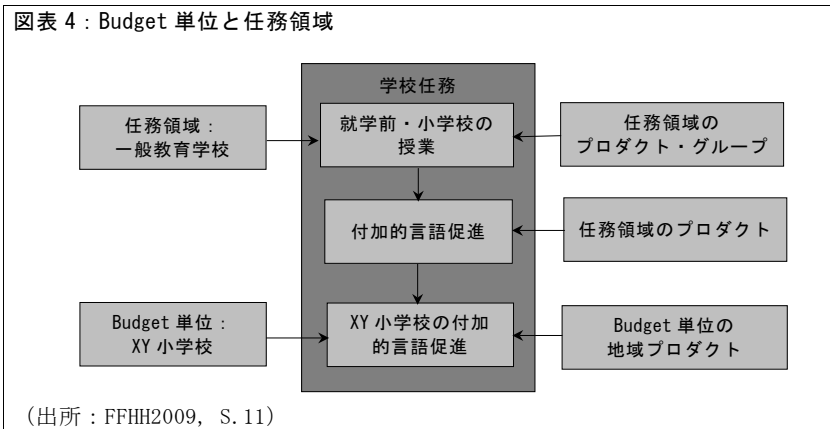 図表 4：Budget 単位と任務領域
学校任務
任務領域：
一般教育学校
就学前・小学校の
授業
任務領域の
プロダクト・グループ
付加的言語促進
任務領域のプロダクト
Budget 単位：
XY 小学校
XY 小学校の付加
的言語促進
Budget 単位の
地域プロダクト
（出所：FFHH2009, S.11）